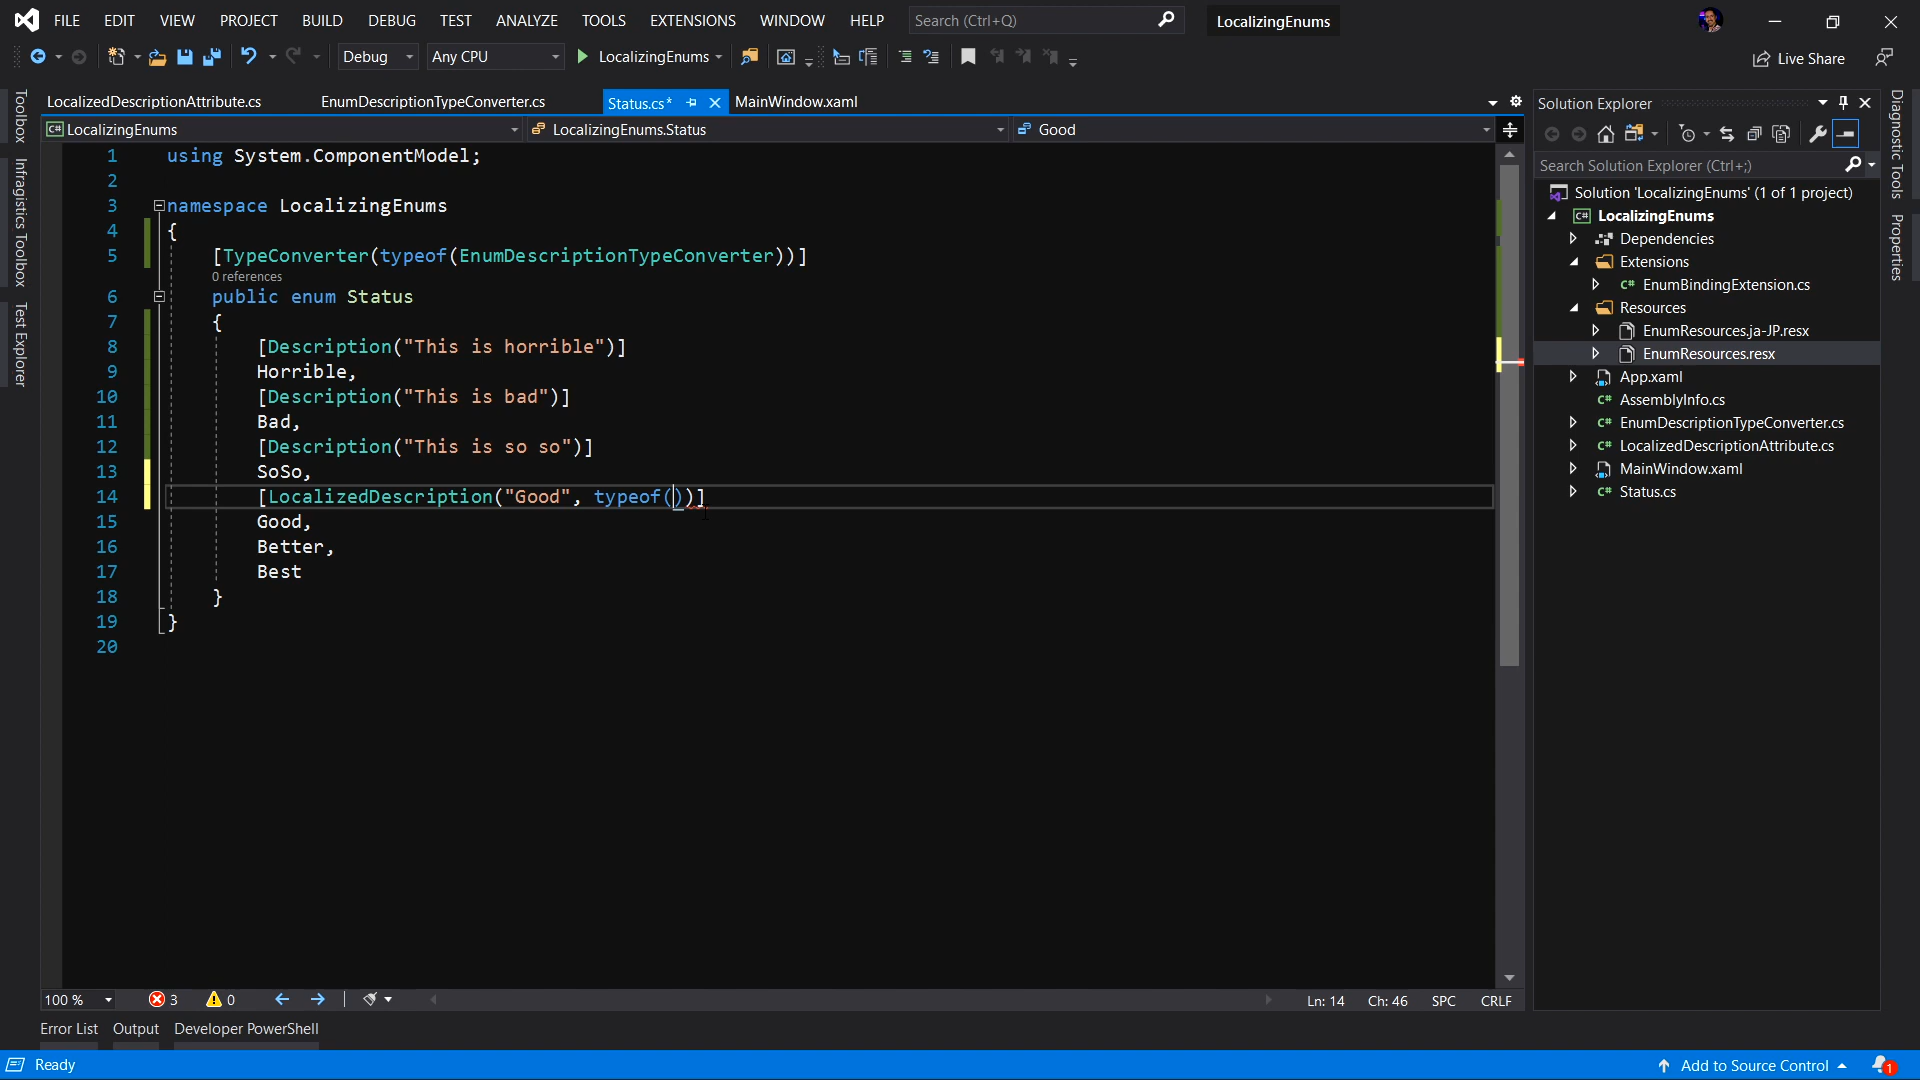 FILE EDIT VIEW PROJECT BUILD DEBUG TEST ANALYZE TOOLS EXTENSIONS WINDOW HELP Search (Ctrl+Q) LocalizingEnums
Debug Any CPU LocalizingEnums Live Share
LocalizedDescriptionAttribute.cs EnumDescriptionTypeConverter.cs Status.cs* MainWindow.xaml
LocalizingEnums LocalizingEnums.Status Good
Toolbox
Infragistics Toolbox
Test Explorer
1 using System.ComponentModel;
2
3 namespace LocalizingEnums
4 {
5 [TypeConverter(typeof(EnumDescriptionTypeConverter))]
0 references
6 public enum Status
7 {
8 [Description("This is horrible")]
9 Horrible,
10 [Description("This is bad")]
11 Bad,
12 [Description("This is so so")]
13 SoSo,
14 [LocalizedDescription("Good", typeof())]
15 Good,
16 Better,
17 Best
18 }
19 }
20
100 % 3 0 Ln: 14 Ch: 46 SPC CRLF
Error List Output Developer PowerShell
Solution Explorer
Search Solution Explorer (Ctrl+;)
Solution 'LocalizingEnums' (1 of 1 project)
C# LocalizingEnums
Dependencies
Extensions
C# EnumBindingExtension.cs
Resources
EnumResources.ja-JP.resx
EnumResources.resx
App.xaml
C# AssemblyInfo.cs
C# EnumDescriptionTypeConverter.cs
C# LocalizedDescriptionAttribute.cs
MainWindow.xaml
C# Status.cs
Diagnostic Tools
Properties
Ready Add to Source Control 1